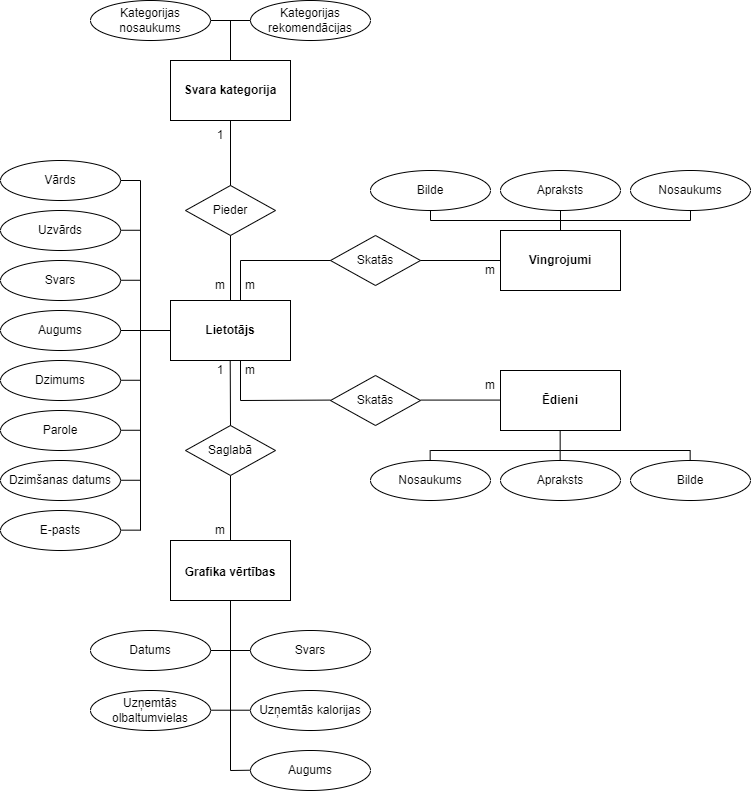 Kategorijas
nosaukums
Kategorijas
rekomendācijas
Svara kategorija
1
Pieder
m
m
Vārds
Uzvārds
Svars
Augums
Dzimums
Parole
Dzimšanas datums
E-pasts
Lietotājs
Skatās
m
Bilde
Apraksts
Nosaukums
Vingrojumi
1
m
Skatās
m
Ēdieni
Nosaukums
Apraksts
Bilde
Saglabā
m
Grafika vērtības
Datums
Svars
Uzņemtās
olbaltumvielas
Uzņemtās kalorijas
Augums